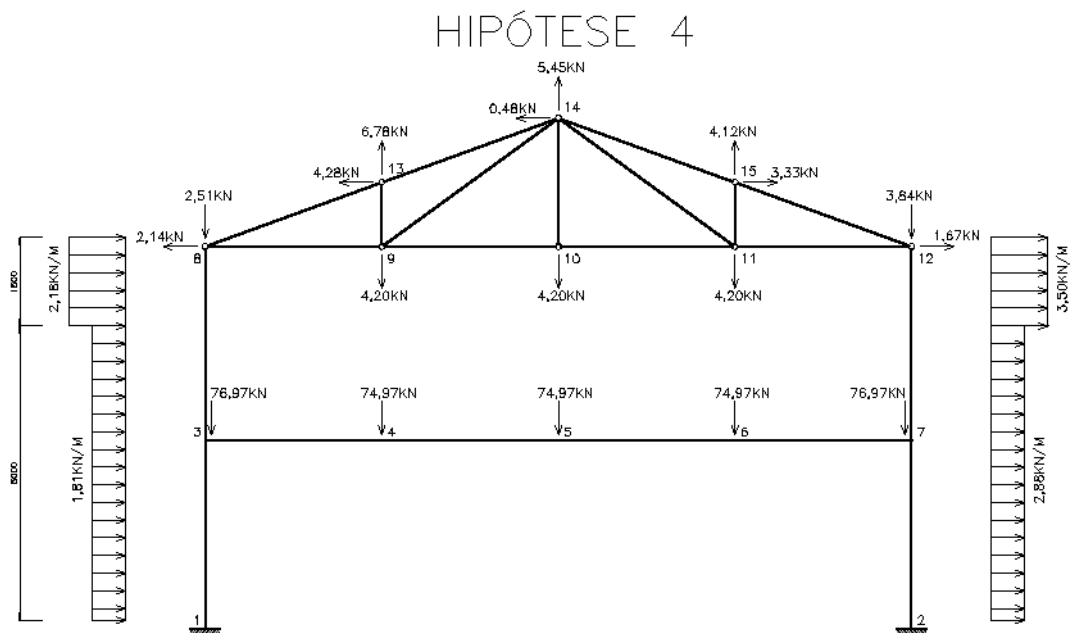 HIPÓTESE 4
5,45KN
0,48KN
14
6,78KN
4,12KN
4,28KN
13
15
3,33KN
2,51KN
3,84KN
2,14KN
8
9
10
11
12
1,67KN
2,18KN/M
3,50KN/M
4,20KN
4,20KN
4,20KN
76,97KN
74,97KN
74,97KN
74,97KN
76,97KN
3
4
5
6
7
1,81KN/M
2,88KN/M
1
2